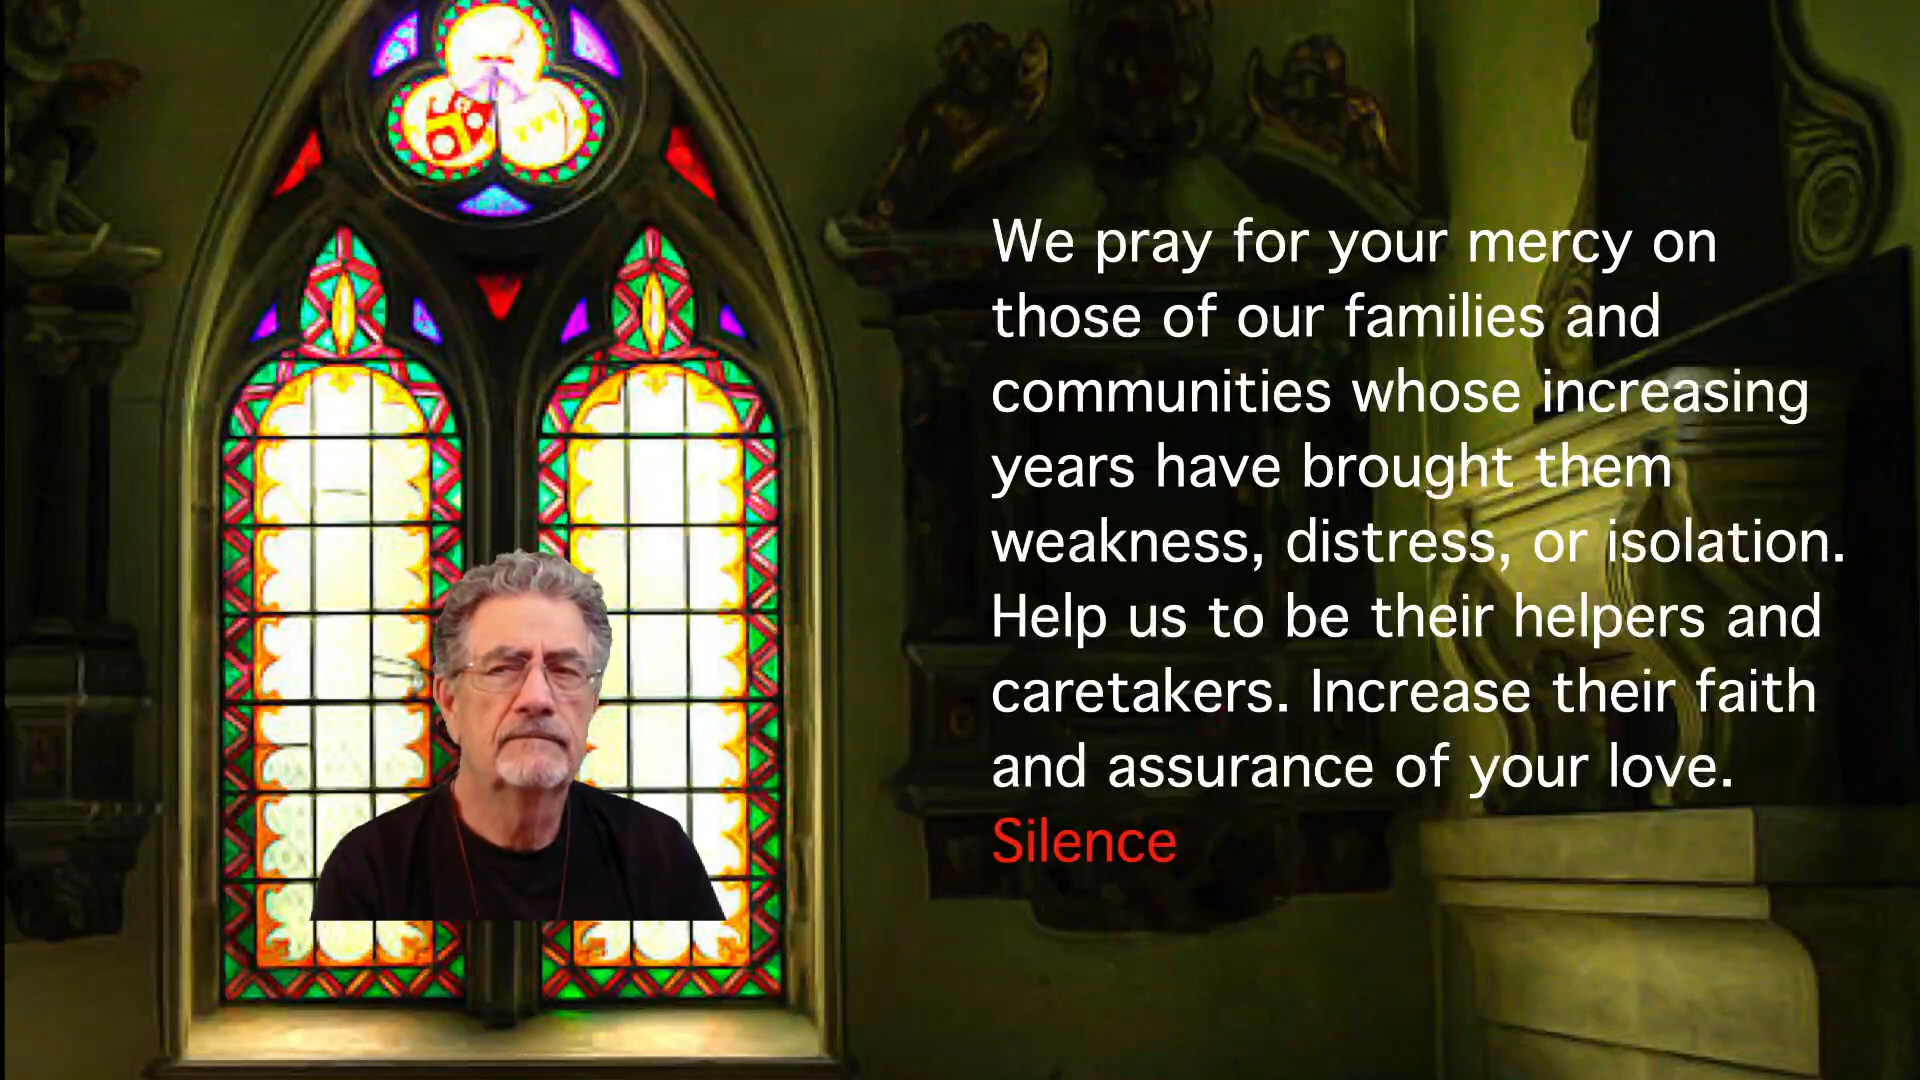 We pray for your mercy on
those of our families and
communities whose increasing
years have brought them
weakness, distress, or isolation.
Help us to be their helpers and
caretakers. Increase their faith
and assurance of your love.
Silence